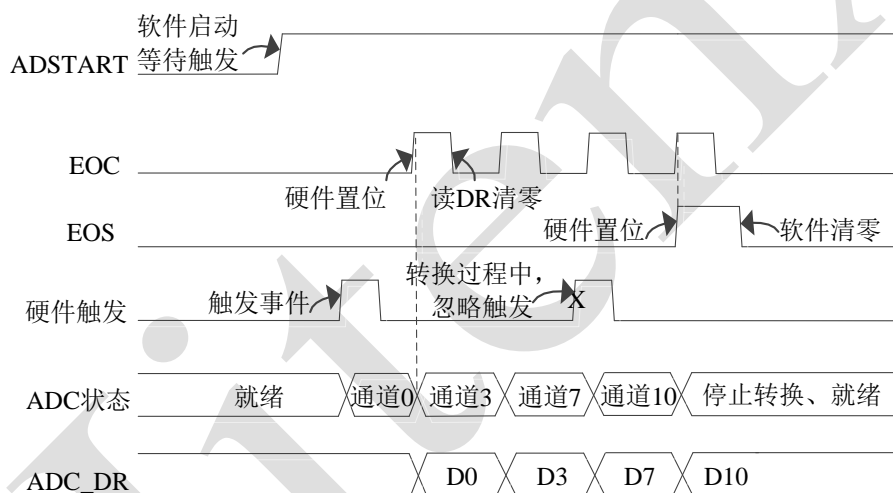 软件启动
ADSTART 等待触发
EOC
硬件置位 读DR清零
EOS 硬件置位 软件清零
转换过程中,
硬件触发 触发事件 忽略触发 X
ADC状态 就绪 通道0 通道3 通道7 通道10 停止转换、就绪
ADC_DR D0 D3 D7 D10